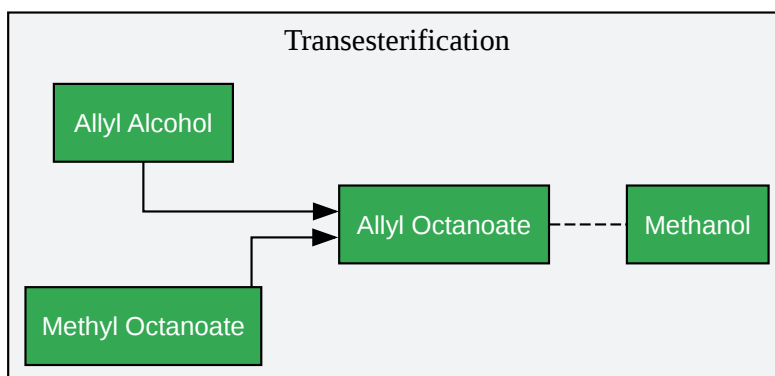 Transesterification
Allyl Alcohol
Allyl Octanoate
Methanol
Methyl Octanoate